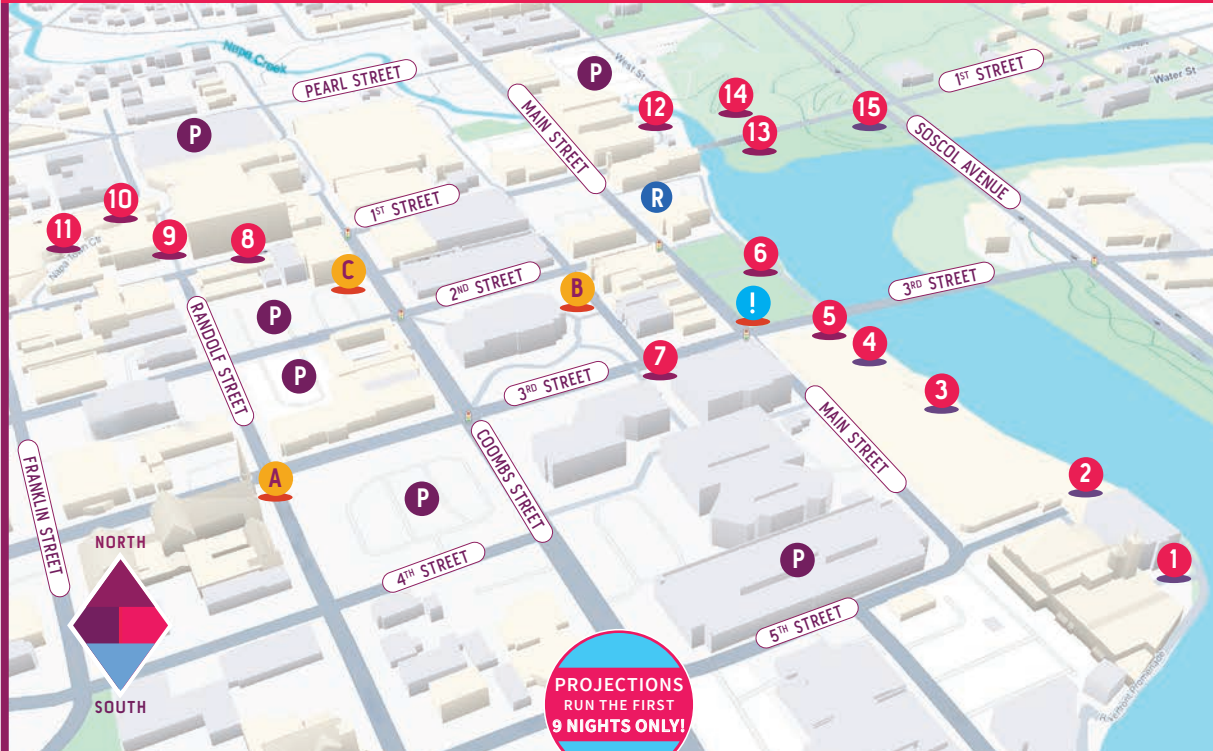 Napa Creek
PEARL STREET
P
West St
P
MAIN STREET
12
14
13
15
1ST STREET
Water St
SOSCOL AVENUE
11
10
9
8
Napa Town Ctr
1ST STREET
C
R
6
2ND STREET
B
!
5
4
3RD STREET
RANDOLF STREET
P
P
3RD STREET
7
3
MAIN STREET
FRANKLIN STREET
A
P
COOMBS STREET
2
4TH STREET
P
1
5TH STREET
NORTH
SOUTH
PROJECTIONS
RUN THE FIRST
9 NIGHTS ONLY!